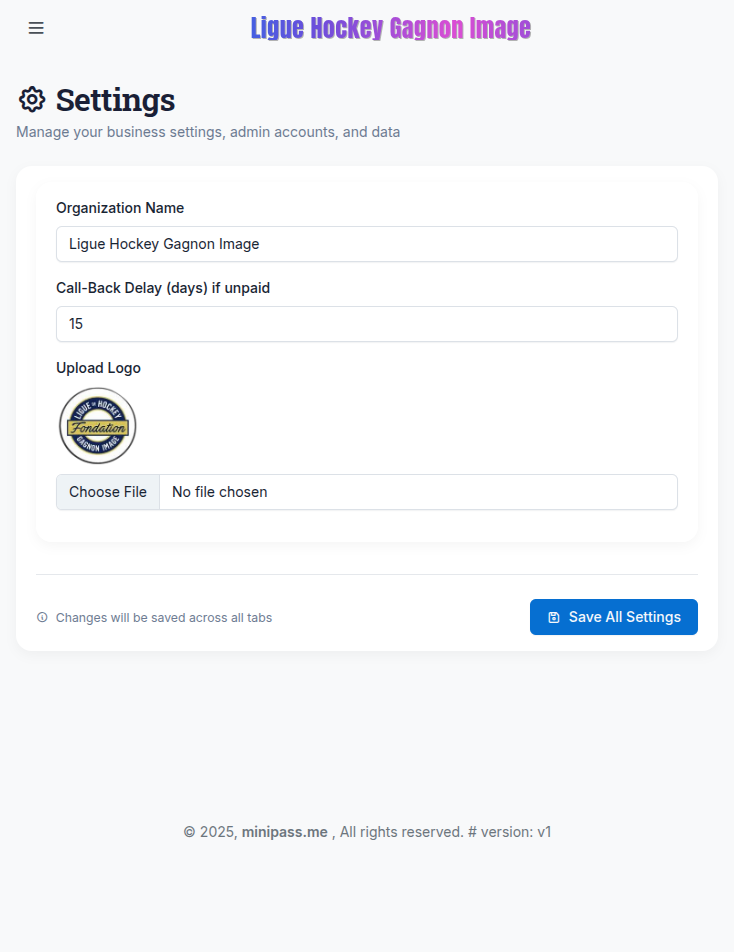 Ligue Hockey Gagnon Image
Settings
Manage your business settings, admin accounts, and data
Organization Name
Ligue Hockey Gagnon Image
Call-Back Delay (days) if unpaid
15
Upload Logo
LIGUE DE HOCKEY
Fondation
GAGNON IMAGE
Choose File No file chosen
Changes will be saved across all tabs
Save All Settings
© 2025, minipass.me , All rights reserved. # version: v1